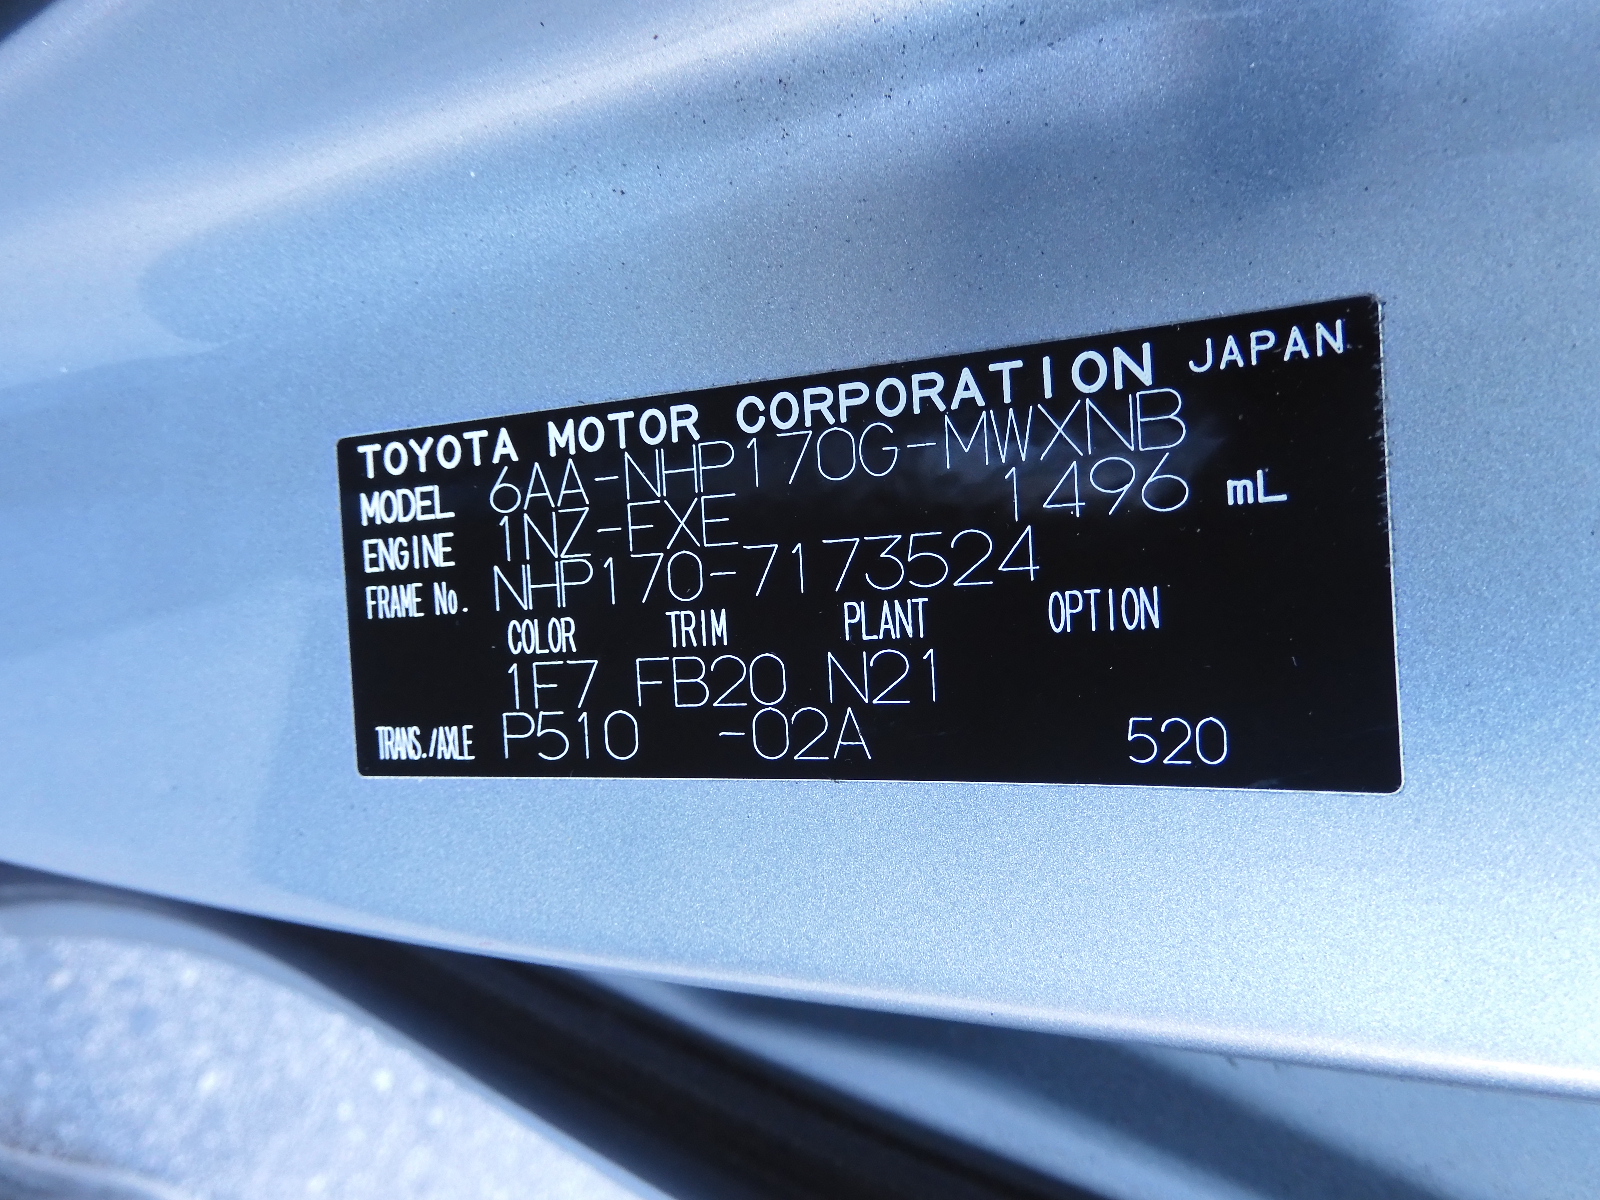 TOYOTA MOTOR CORPORATION JAPAN
MODEL 6AA-NHP170G-MWXNB
ENGINE 1NZ-FXE 1496 mL
FRAME No. NHP170-7173524
COLOR TRIM PLANT OPTION
1F7 FB20 N21
TRANS./AXLE P510 -02A 520